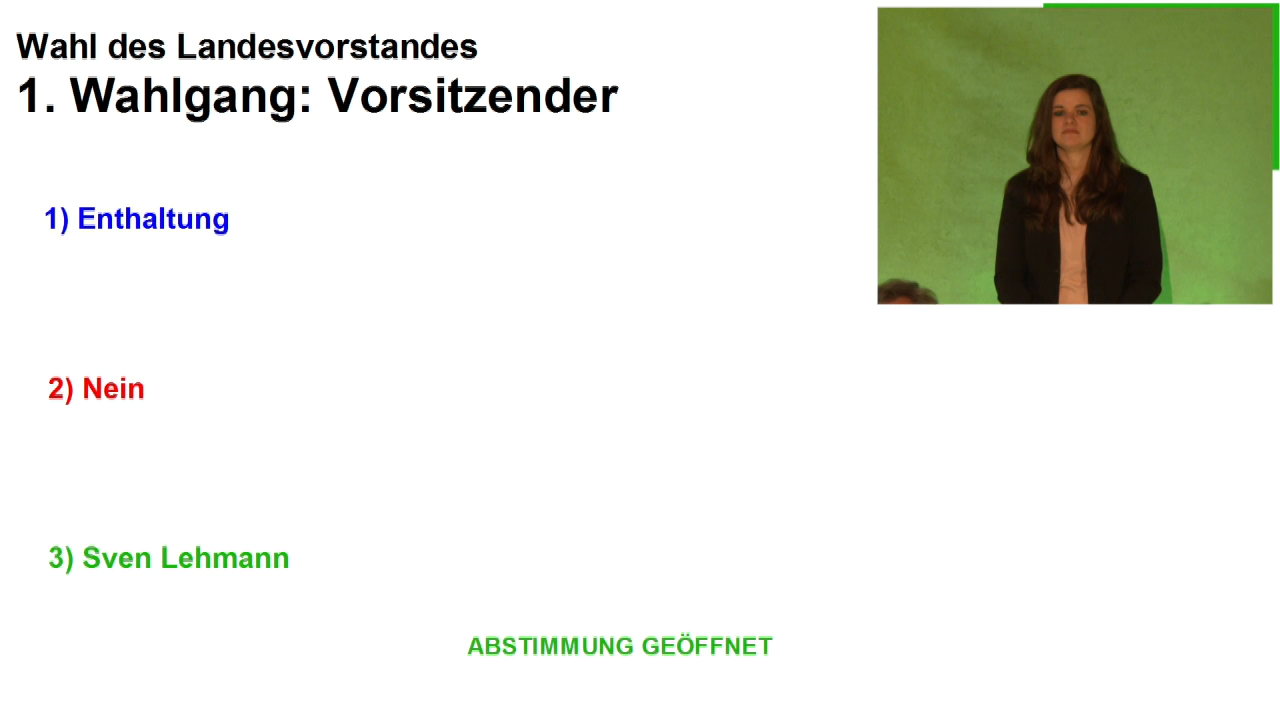 Wahl des Landesvorstandes
1. Wahlgang: Vorsitzender
1) Enthaltung
2) Nein
3) Sven Lehmann
ABSTIMMUNG GEÖFFNET